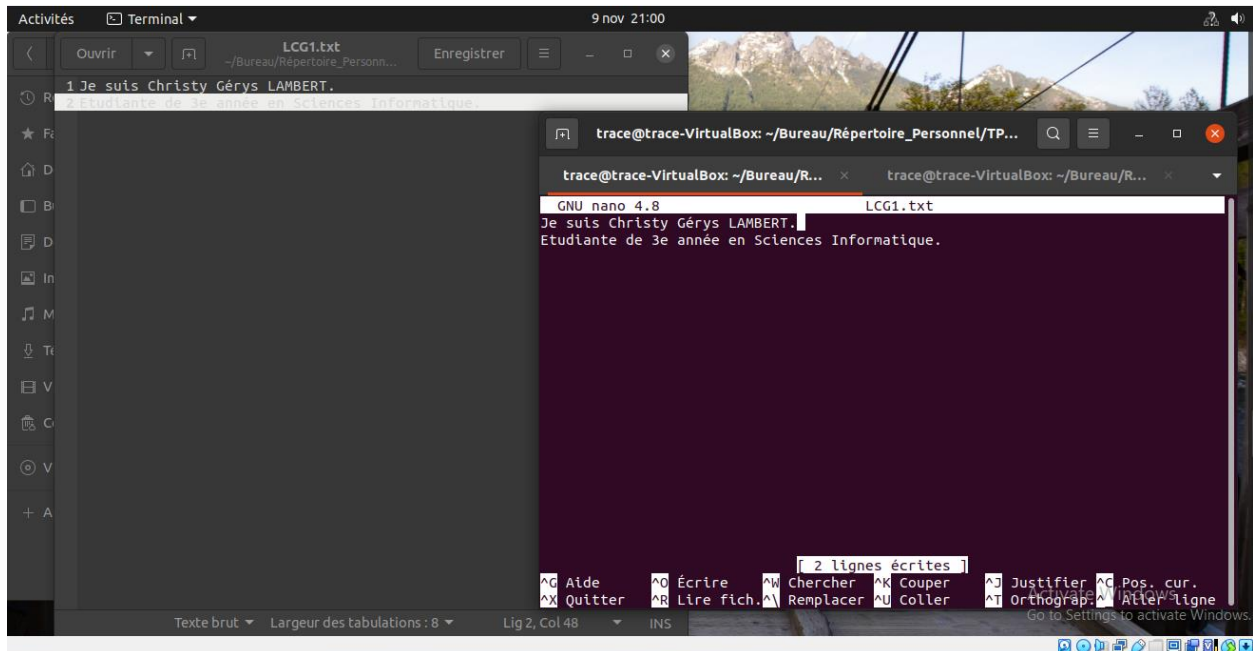 Activités Terminal 9 nov 21:00
Ouvrir LCG1.txt Enregistrer
~/Bureau/Répertoire_Personn...
1 Je suis Christy Gérys LAMBERT.
2 Etudiante de 3e année en Sciences Informatique.
trace@trace-VirtualBox: ~/Bureau/Répertoire_Personnel/TP...
trace@trace-VirtualBox: ~/Bureau/R... trace@trace-VirtualBox: ~/Bureau/R...
GNU nano 4.8 LCG1.txt
Je suis Christy Gérys LAMBERT.
Etudiante de 3e année en Sciences Informatique.
[ 2 lignes écrites ]
^G Aide ^O Écrire ^W Chercher ^K Couper ^J Justifier ^C Pos. cur.
^X Quitter ^R Lire fich. ^\ Remplacer ^U Coller ^T Orthograp. Aller ligne
Activate Windows
Go to Settings to activate Windows.
Texte brut Largeur des tabulations : 8 Lig 2, Col 48 INS